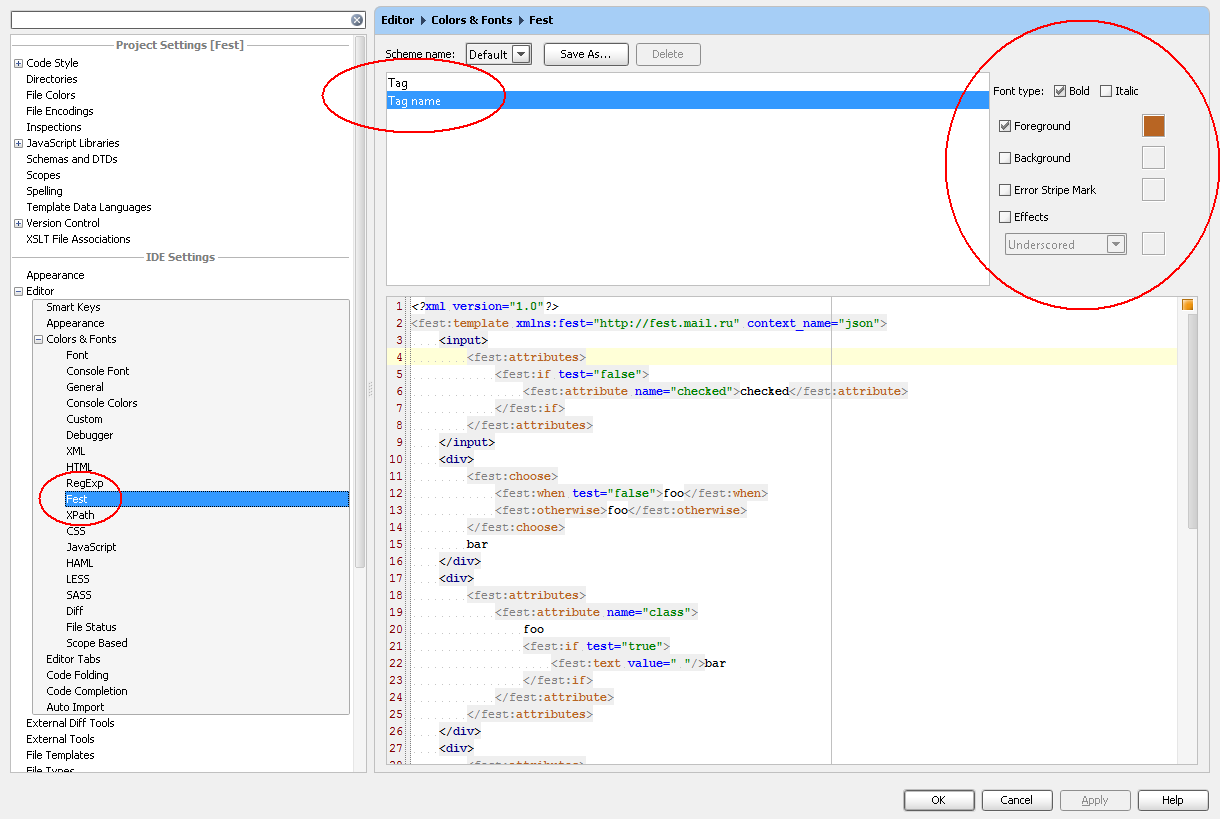 Project Settings [Fest]
Code Style
Directories
File Colors
File Encodings
Inspections
JavaScript Libraries
Schemas and DTDs
Scopes
Spelling
Template Data Languages
Version Control
XSLT File Associations
IDE Settings
Appearance
Editor
Smart Keys
Appearance
Colors & Fonts
Font
Console Font
General
Console Colors
Custom
Debugger
XML
HTML
RegExp
Fest
XPath
CSS
JavaScript
HAML
LESS
SASS
Diff
File Status
Scope Based
Editor Tabs
Code Folding
Code Completion
Auto Import
External Diff Tools
External Tools
File Templates
File Types
Editor Colors & Fonts Fest
Scheme name: Default Save As... Delete
Tag
Tag name
Font type: Bold Italic
Foreground
Background
Error Stripe Mark
Effects
Underscored
1 <?xml version="1.0"?>
2 <fest:template xmlns:fest="http://fest.mail.ru" context_name="json">
3 <input>
4 <fest:attributes>
5 <fest:if test="false">
6 <fest:attribute name="checked">checked</fest:attribute>
7 </fest:if>
8 </fest:attributes>
9 </input>
10 <div>
11 <fest:choose>
12 <fest:when test="false">foo</fest:when>
13 <fest:otherwise>foo</fest:otherwise>
14 </fest:choose>
15 bar
16 </div>
17 <div>
18 <fest:attributes>
19 <fest:attribute name="class">
20 foo
21 <fest:if test="true">
22 <fest:text value=" "/>bar
23 </fest:if>
24 </fest:attribute>
25 </fest:attributes>
26 </div>
27 <div>
28 <fest:attributes>
OK Cancel Apply Help